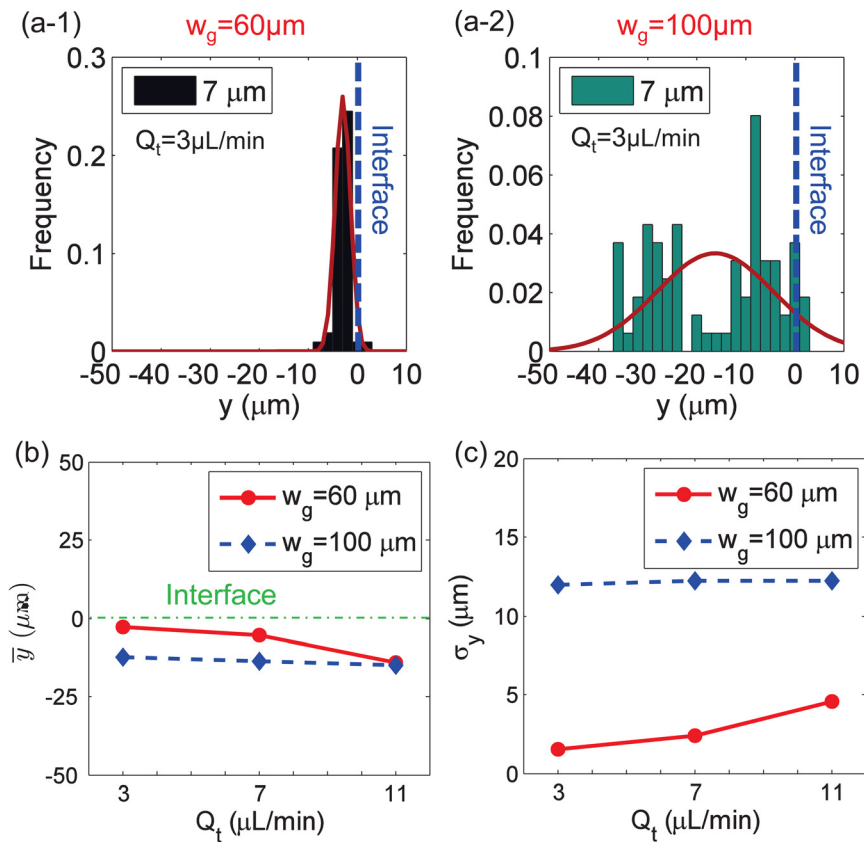 (a-1)
w_g=60μm
0.3
0.2
0.1
0
Frequency
7 μm
Q_t=3μL/min
Interface
-50 -40 -30 -20 -10 0 10
y (μm)
(a-2)
w_g=100μm
0.1
0.08
0.06
0.04
0.02
0
Frequency
7 μm
Q_t=3μL/min
Interface
-50 -40 -30 -20 -10 0 10
y (μm)
(b)
50
25
0
-25
-50
w_g=60 μm
w_g=100 μm
Interface
3 7 11
Q_t (μL/min)
(c)
20
15
10
5
0
σ_y (μm)
w_g=60 μm
w_g=100 μm
3 7 11
Q_t (μL/min)